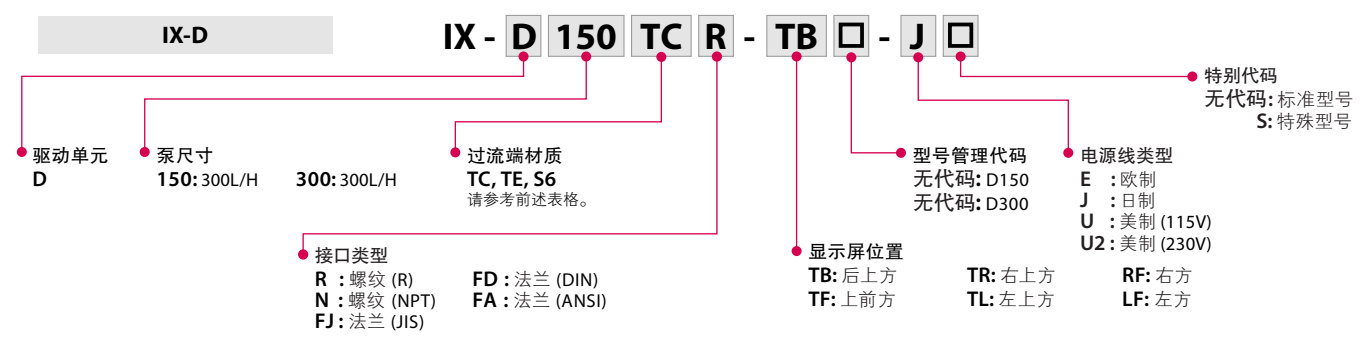 IX-D
IX - D 150 TC R - TB □ - J □
特别代码
无代码: 标准型号
S: 特殊型号
驱动单元
D
泵尺寸
150: 300L/H 300: 300L/H
过流端材质
TC, TE, S6
请参考前述表格。
型号管理代码
无代码: D150
无代码: D300
电源线类型
E : 欧制
J : 日制
U : 美制 (115V)
U2 : 美制 (230V)
接口类型
R : 螺纹 (R) FD : 法兰 (DIN)
N : 螺纹 (NPT) FA : 法兰 (ANSI)
FJ : 法兰 (JIS)
显示屏位置
TB: 后上方 TR: 右上方 RF: 右方
TF: 上前方 TL: 左上方 LF: 左方